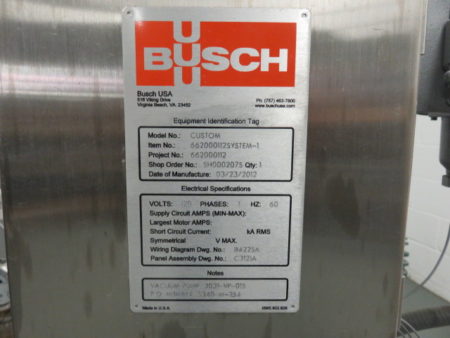 BUSCH
Busch USA
516 Viking Drive
Virginia Beach, VA. 23452
Ph: (757) 463-7800
www.buschusa.com
Equipment Identification Tag
Model No.: CUSTOM
Item No.: 662000112SYSTEM-1
Project No.: 662000112
Shop Order No.: SH0002075 Qty: 1
Date of Manufacture: 03/23/2012
Electrical Specifications
VOLTS: 120 PHASES: 1 HZ: 60
Supply Circuit AMPS (MIN-MAX):
Largest Motor AMPS:
Short Circuit Current: kA RMS
Symmetrical V MAX.
Wiring Diagram Dwg. No.:
Panel Assembly Dwg. No.:
Notes
VACUUM PUMP
P.O. NUMBER:
Made in U.S.A.